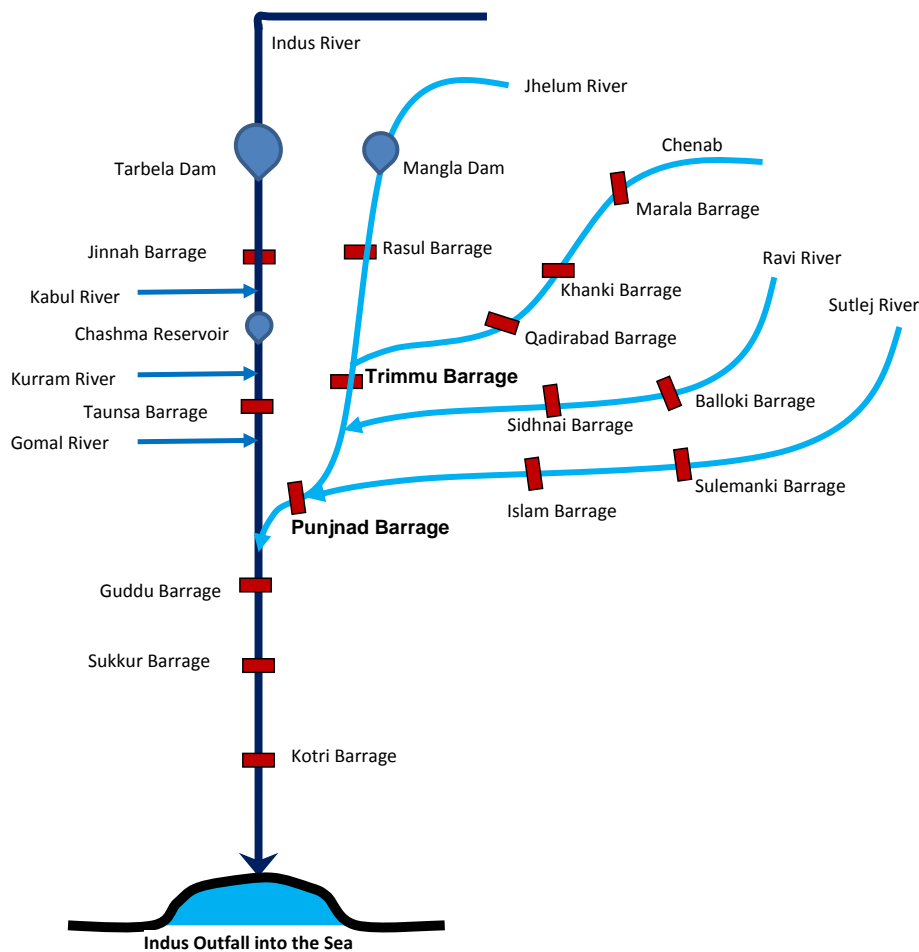 Indus River
Jhelum River
Chenab
Tarbela Dam
Mangla Dam
Marala Barrage
Jinnah Barrage
Rasul Barrage
Ravi River
Kabul River
Khanki Barrage
Sutlej River
Chashma Reservoir
Qadirabad Barrage
Kurram River
Trimmu Barrage
Balloki Barrage
Taunsa Barrage
Sidhnai Barrage
Gomal River
Sulemanki Barrage
Islam Barrage
Punjnad Barrage
Guddu Barrage
Sukkur Barrage
Kotri Barrage
Indus Outfall into the Sea